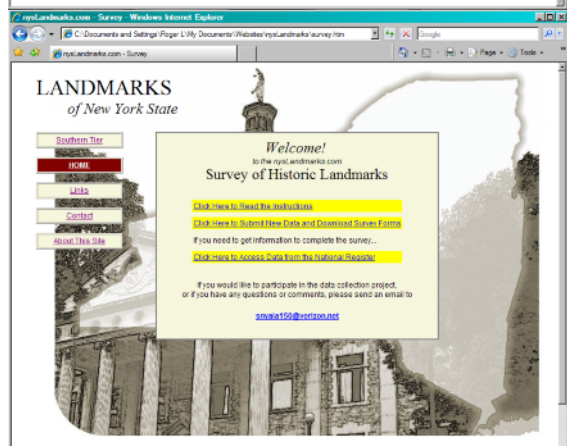 nysLandmarks.com - Survey - Windows Internet Explorer
C:\Documents and Settings\Roger L\My Documents\Websites\nysLandmarks\survey.htm
Google
nysLandmarks.com - Survey
Page
Tools
LANDMARKS
of New York State
Southern Tier
HOME
Links
Contact
About This Site
Welcome!
to the nysLandmarks.com
Survey of Historic Landmarks
Click Here to Read the Instructions
Click Here to Submit New Data and Download Survey Forms
If you need to get information to complete the survey...
Click Here to Access Data from the National Register
If you would like to participate in the data collection project,
or if you have any questions or comments, please send an email to
snyala150@verizon.net